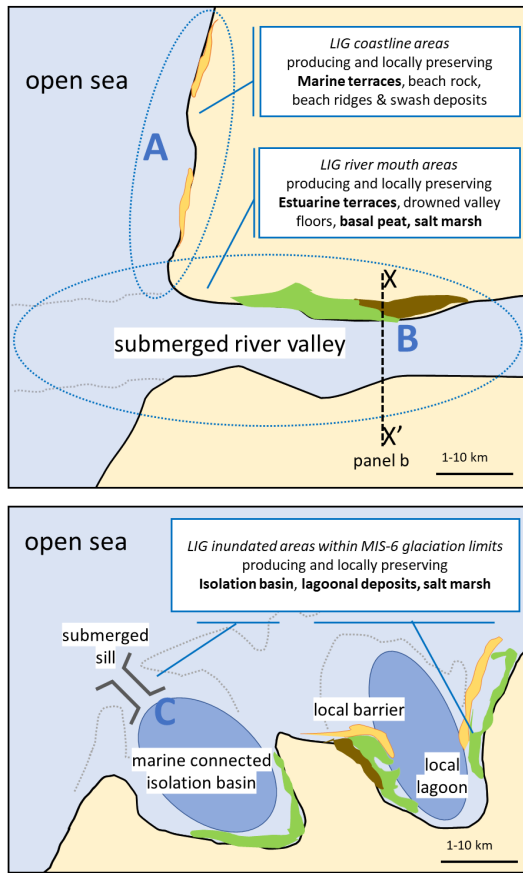 open sea
LIG coastline areas
producing and locally preserving
Marine terraces, beach rock,
beach ridges & swash deposits
A
LIG river mouth areas
producing and locally preserving
Estuarine terraces, drowned valley
floors, basal peat, salt marsh
X
submerged river valley
B
X'
panel b
1-10 km
open sea
LIG inundated areas within MIS-6 glaciation limits
producing and locally preserving
Isolation basin, lagoonal deposits, salt marsh
submerged
sill
C
local barrier
marine connected
isolation basin
local
lagoon
1-10 km